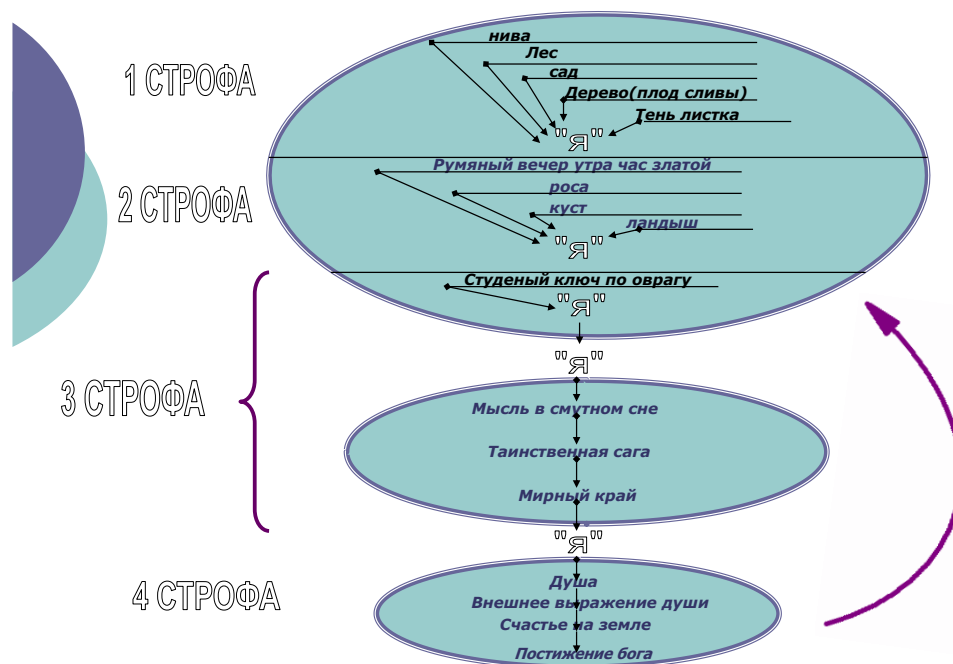 нива
Лес
1 СТРОФА
сад
Дерево(плод сливы)
Тень листка
"Я"
Румяный вечер утра час златой
роса
2 СТРОФА
куст
ландыш
"Я"
Студеный ключ по оврагу
"Я"
"Я"
3 СТРОФА
Мысль в смутном сне
Таинственная сага
Мирный край
"Я"
4 СТРОФА
Душа
Внешнее выражение души
Счастье на земле
Постижение бога